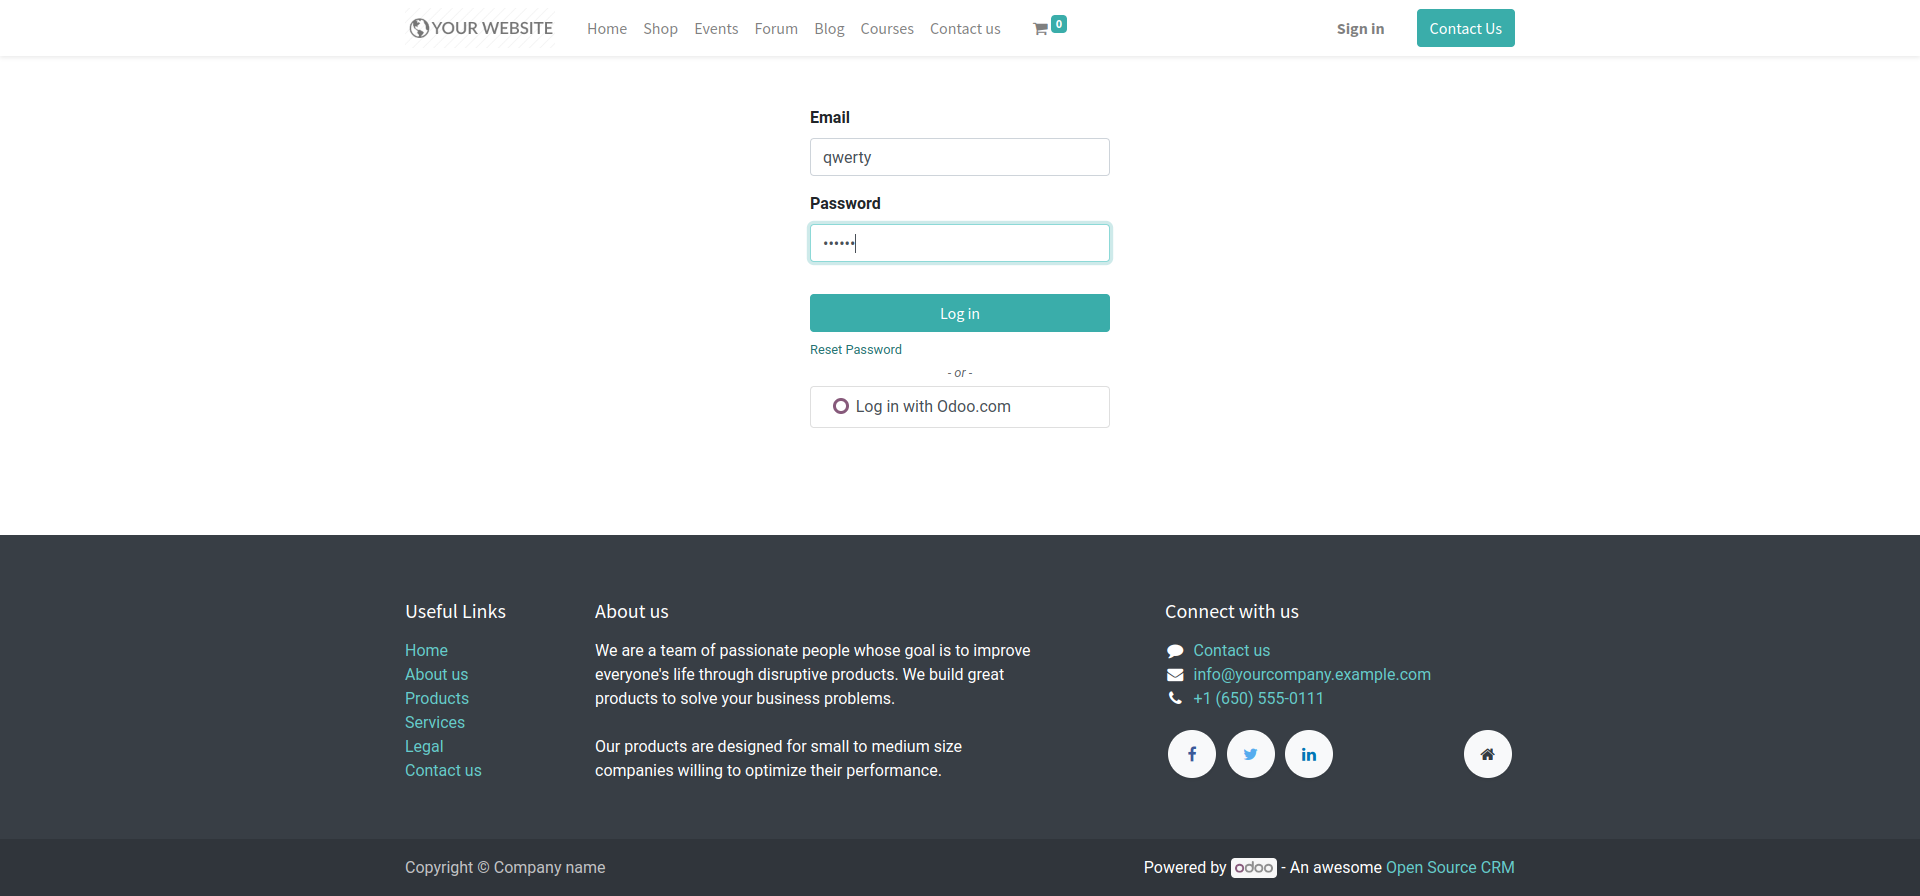 YOUR WEBSITE Home Shop Events Forum Blog Courses Contact us 0 Sign in Contact Us
Email
qwerty
Password
••••••
Log in
Reset Password
- or -
Log in with Odoo.com
Useful Links
Home
About us
Products
Services
Legal
Contact us
About us
We are a team of passionate people whose goal is to improve
everyone's life through disruptive products. We build great
products to solve your business problems.
Our products are designed for small to medium size
companies willing to optimize their performance.
Connect with us
Contact us
info@yourcompany.example.com
+1 (650) 555-0111
Copyright © Company name
Powered by odoo - An awesome Open Source CRM